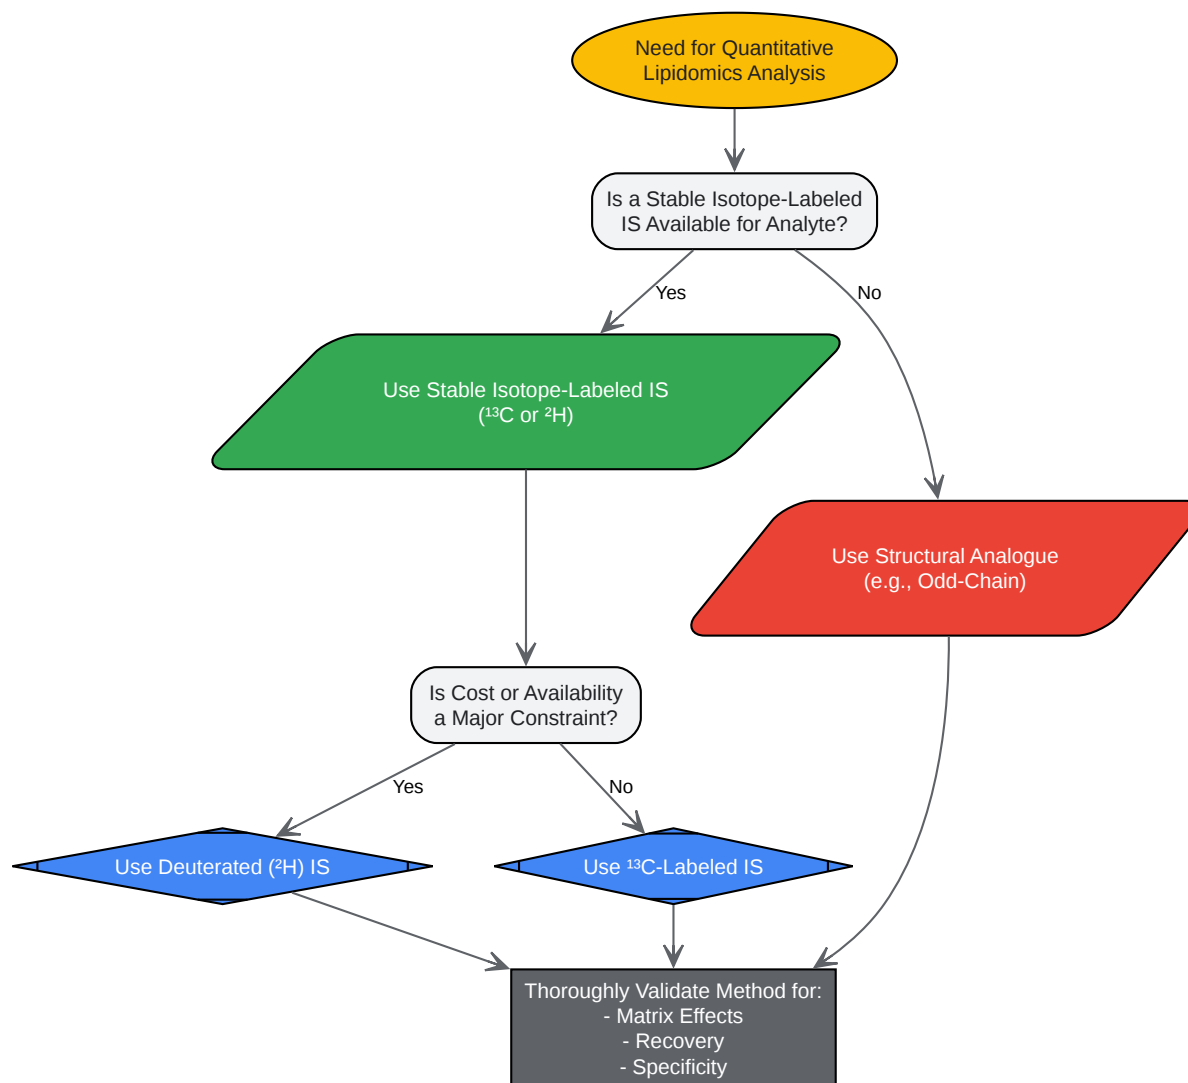 Need for Quantitative
Lipidomics Analysis
Is a Stable Isotope-Labeled
IS Available for Analyte?
Yes
No
Use Stable Isotope-Labeled IS
(¹³C or ²H)
Use Structural Analogue
(e.g., Odd-Chain)
Is Cost or Availability
a Major Constraint?
Yes
No
Use Deuterated (²H) IS
Use ¹³C-Labeled IS
Thoroughly Validate Method for:
- Matrix Effects
- Recovery
- Specificity